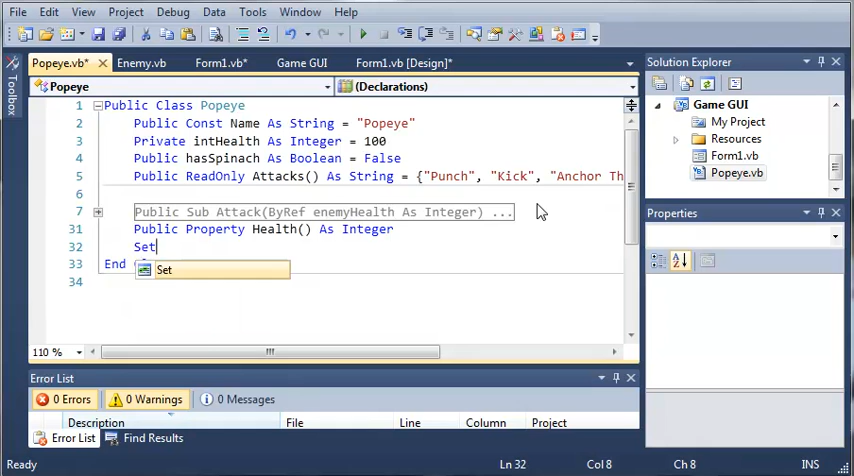 File Edit View Project Debug Data Tools Window Help
Popeye.vb* Enemy.vb Form1.vb* Game GUI Form1.vb [Design]*
Popeye (Declarations)
Toolbox
1 Public Class Popeye
2 Public Const Name As String = "Popeye"
3 Private intHealth As Integer = 100
4 Public hasSpinach As Boolean = False
5 Public ReadOnly Attacks() As String = {"Punch", "Kick", "Anchor Th
6
7 Public Sub Attack(ByRef enemyHealth As Integer) ...
31 Public Property Health() As Integer
32 Set
33 End
Set
34
110 %
Error List
0 Errors 0 Warnings 0 Messages
Description File Line Column Project
Error List Find Results
Ready Ln 32 Col 8 Ch 8 INS
Solution Explorer
Game GUI
My Project
Resources
Form1.vb
Popeye.vb
Properties